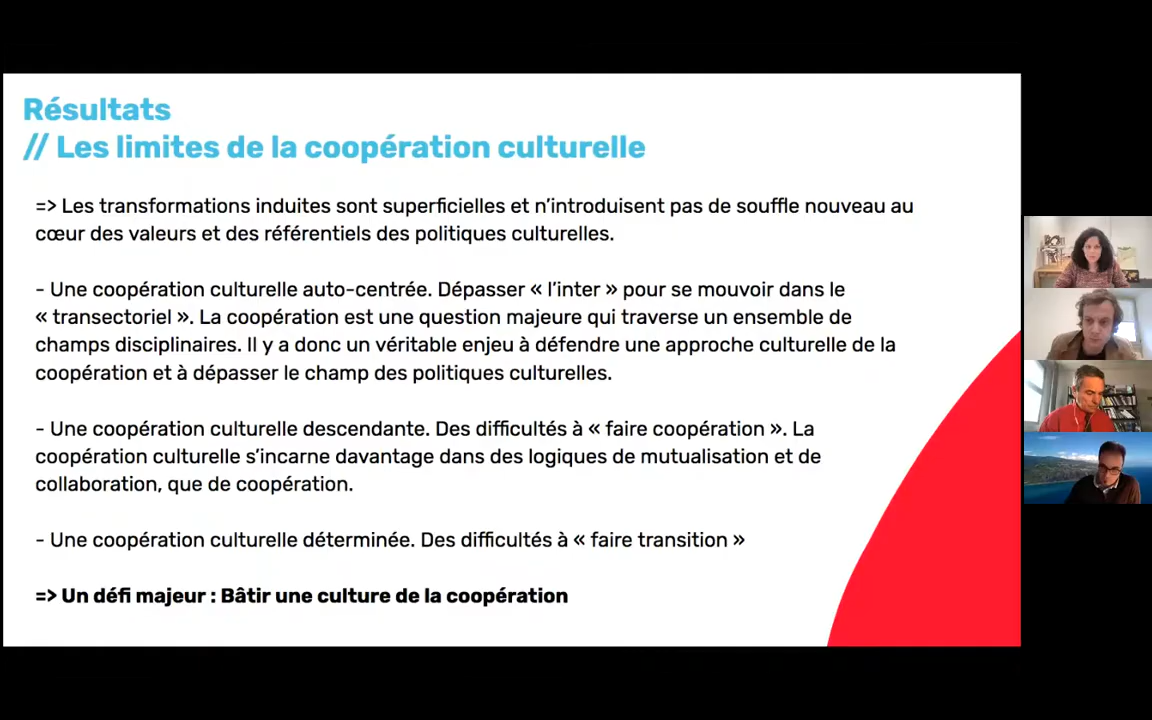 Résultats
// Les limites de la coopération culturelle
=> Les transformations induites sont superficielles et n’introduisent pas de souffle nouveau au
cœur des valeurs et des référentiels des politiques culturelles.
- Une coopération culturelle auto-centrée. Dépasser « l’inter » pour se mouvoir dans le
« transectoriel ». La coopération est une question majeure qui traverse un ensemble de
champs disciplinaires. Il y a donc un véritable enjeu à défendre une approche culturelle de la
coopération et à dépasser le champ des politiques culturelles.
- Une coopération culturelle descendante. Des difficultés à « faire coopération ». La
coopération culturelle s’incarne davantage dans des logiques de mutualisation et de
collaboration, que de coopération.
- Une coopération culturelle déterminée. Des difficultés à « faire transition »
=> Un défi majeur : Bâtir une culture de la coopération